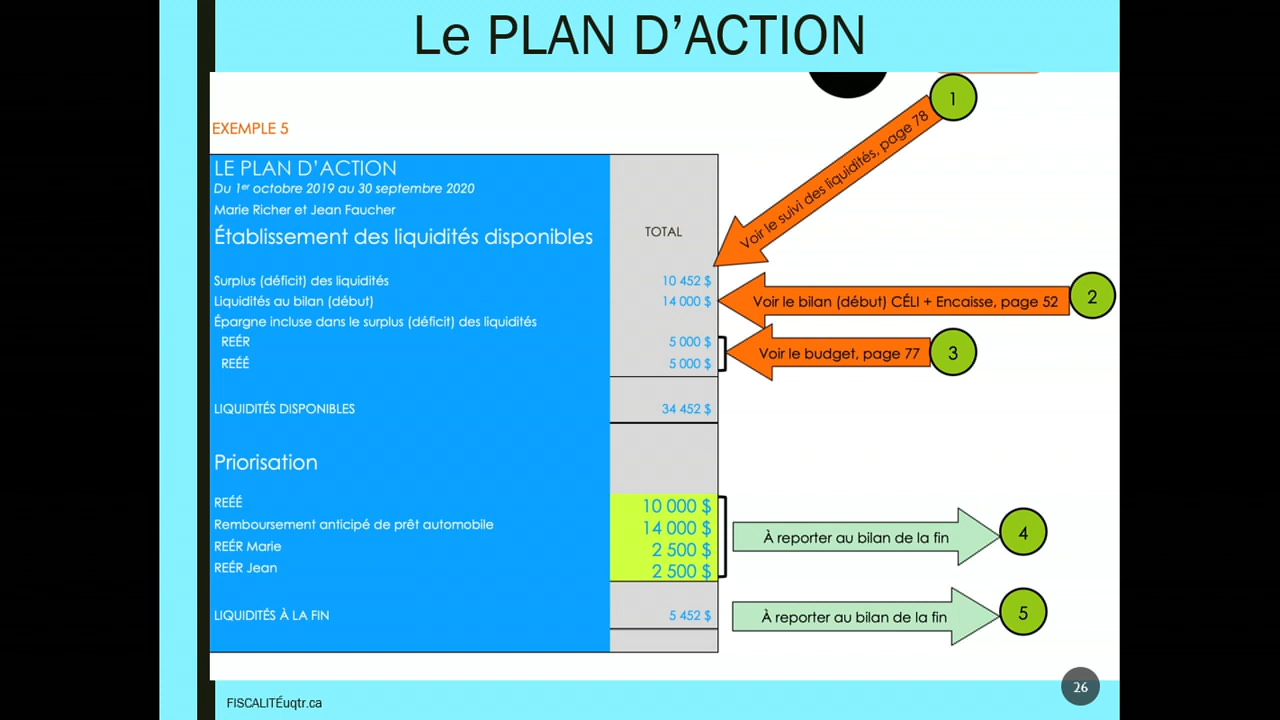 Le PLAN D'ACTION
1
Voir le suivi des liquidités, page 78
EXEMPLE 5
LE PLAN D'ACTION
Du 1er octobre 2019 au 30 septembre 2020
Marie Richer et Jean Faucher
Établissement des liquidités disponibles TOTAL
Surplus (déficit) des liquidités 10 452 $
Liquidités au bilan (début) 14 000 $ Voir le bilan (début) CÉLI + Encaisse, page 52 2
Épargne incluse dans le surplus (déficit) des liquidités
REÉR 5 000 $ Voir le budget, page 77 3
REÉÉ 5 000 $
LIQUIDITÉS DISPONIBLES 34 452 $
Priorisation
REÉÉ 10 000 $
Remboursement anticipé de prêt automobile 14 000 $ À reporter au bilan de la fin 4
REÉR Marie 2 500 $
REÉR Jean 2 500 $
LIQUIDITÉS À LA FIN 5 452 $ À reporter au bilan de la fin 5
26
FISCALITÉuqtr.ca